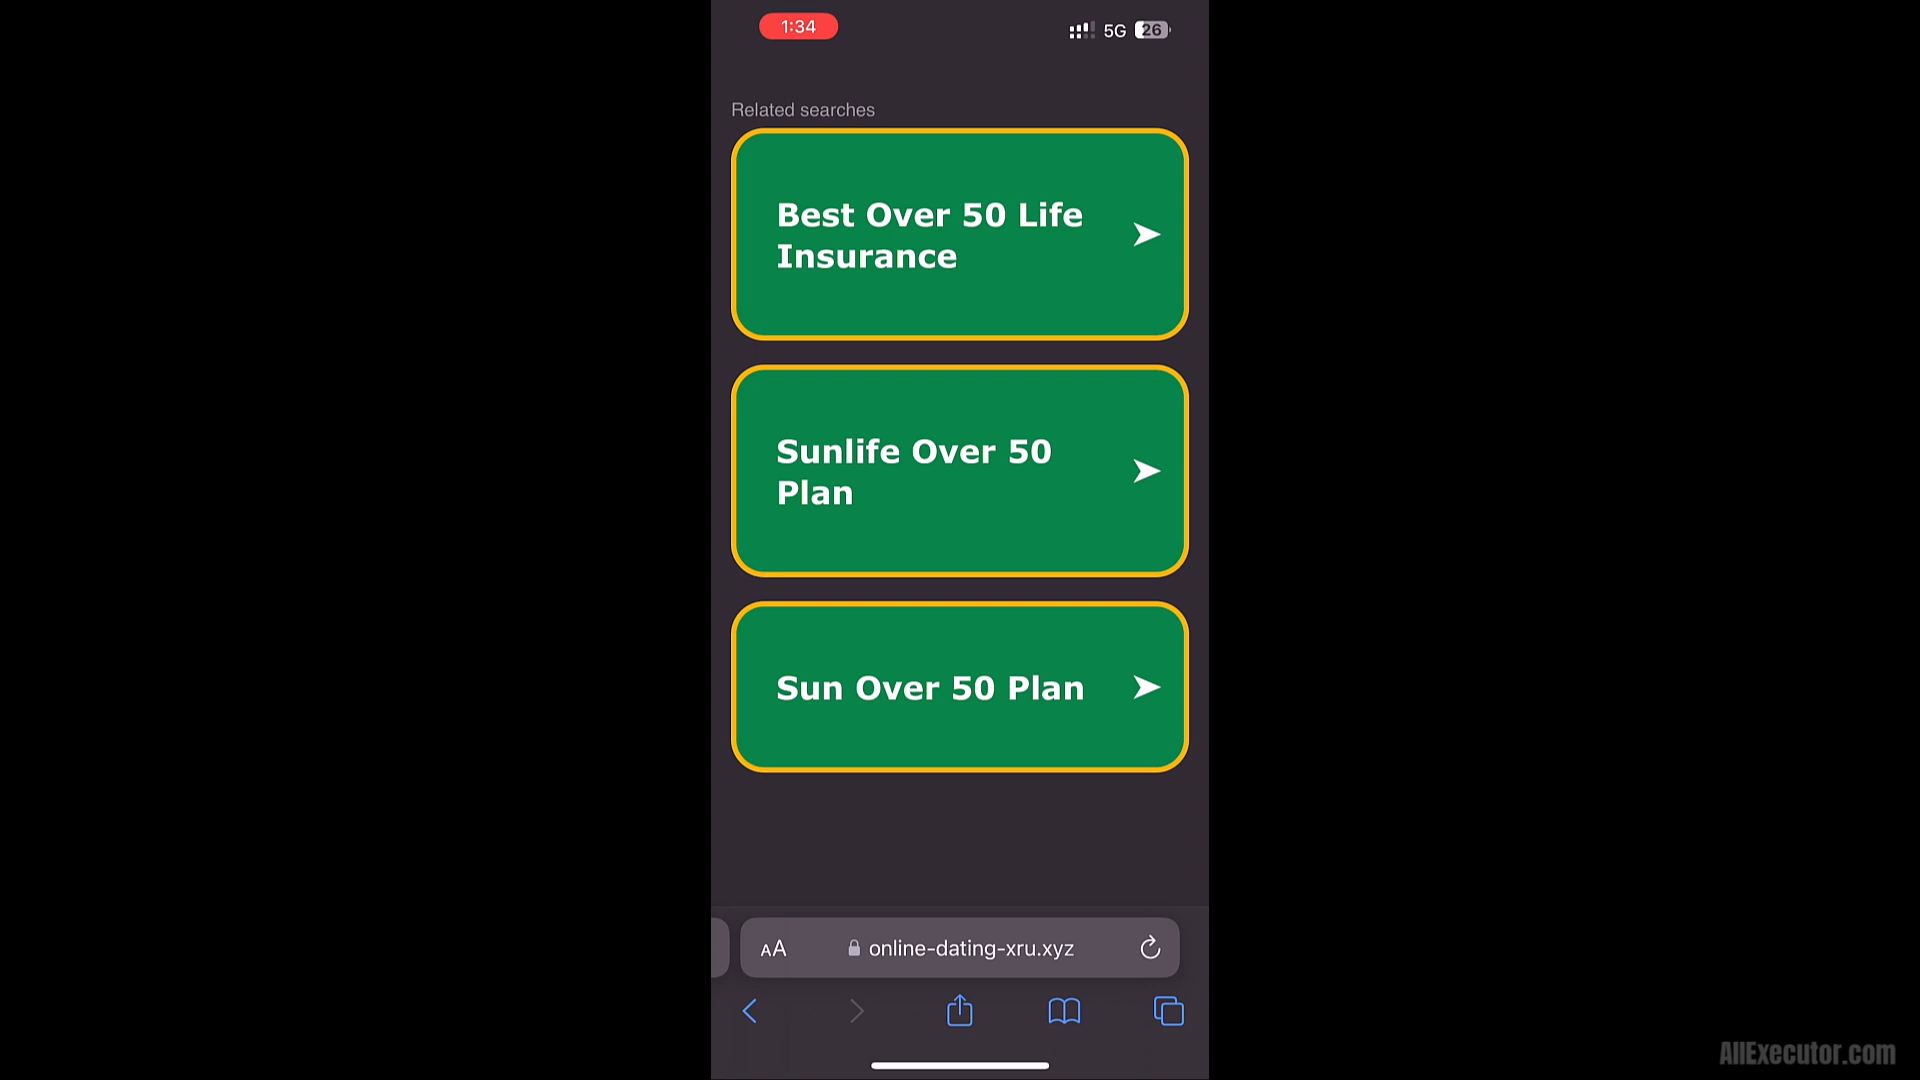 1:34
5G
26
Related searches
Best Over 50 Life
Insurance
Sunlife Over 50
Plan
Sun Over 50 Plan
AA
online-dating-xru.xyz
AllExecutor.com